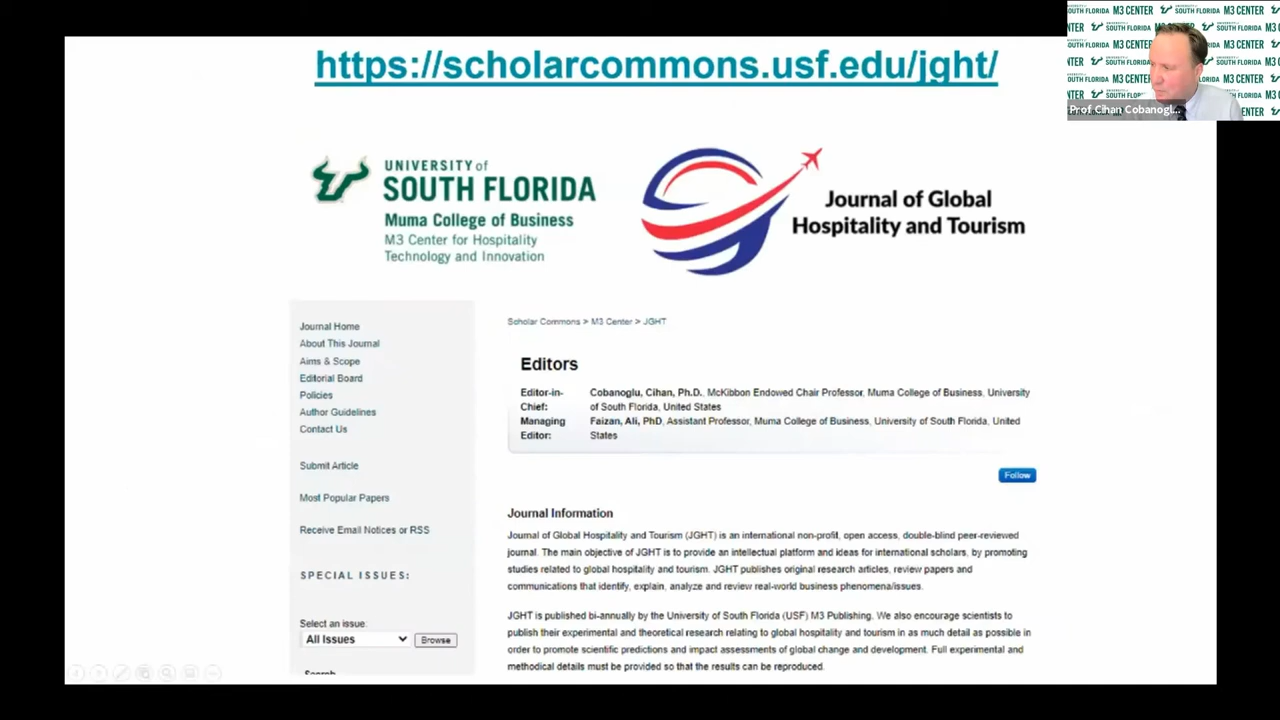 https://scholarcommons.usf.edu/jght/
UNIVERSITY of
SOUTH FLORIDA
Muma College of Business
M3 Center for Hospitality
Technology and Innovation
Journal of Global
Hospitality and Tourism
SOUTH FLORIDA M3 CENTER
Prof. Cihan Cobanogl...
Journal Home
About This Journal
Aims & Scope
Editorial Board
Policies
Author Guidelines
Contact Us
Submit Article
Most Popular Papers
Receive Email Notices or RSS
SPECIAL ISSUES:
Select an issue:
All Issues
Browse
Search
Scholar Commons > M3 Center > JGHT
Editors
Editor-in-
Chief:
Cobanoglu, Cihan, Ph.D., McKibbon Endowed Chair Professor, Muma College of Business, University
of South Florida, United States
Managing
Editor:
Faizan, Ali, PhD, Assistant Professor, Muma College of Business, University of South Florida, United
States
Follow
Journal Information
Journal of Global Hospitality and Tourism (JGHT) is an international non-profit, open access, double-blind peer-reviewed
journal. The main objective of JGHT is to provide an intellectual platform and ideas for international scholars, by promoting
studies related to global hospitality and tourism. JGHT publishes original research articles, review papers and
communications that identify, explain, analyze and review real-world business phenomena/issues.
JGHT is published bi-annually by the University of South Florida (USF) M3 Publishing. We also encourage scientists to
publish their experimental and theoretical research relating to global hospitality and tourism in as much detail as possible in
order to promote scientific predictions and impact assessments of global change and development. Full experimental and
methodical details must be provided so that the results can be reproduced.